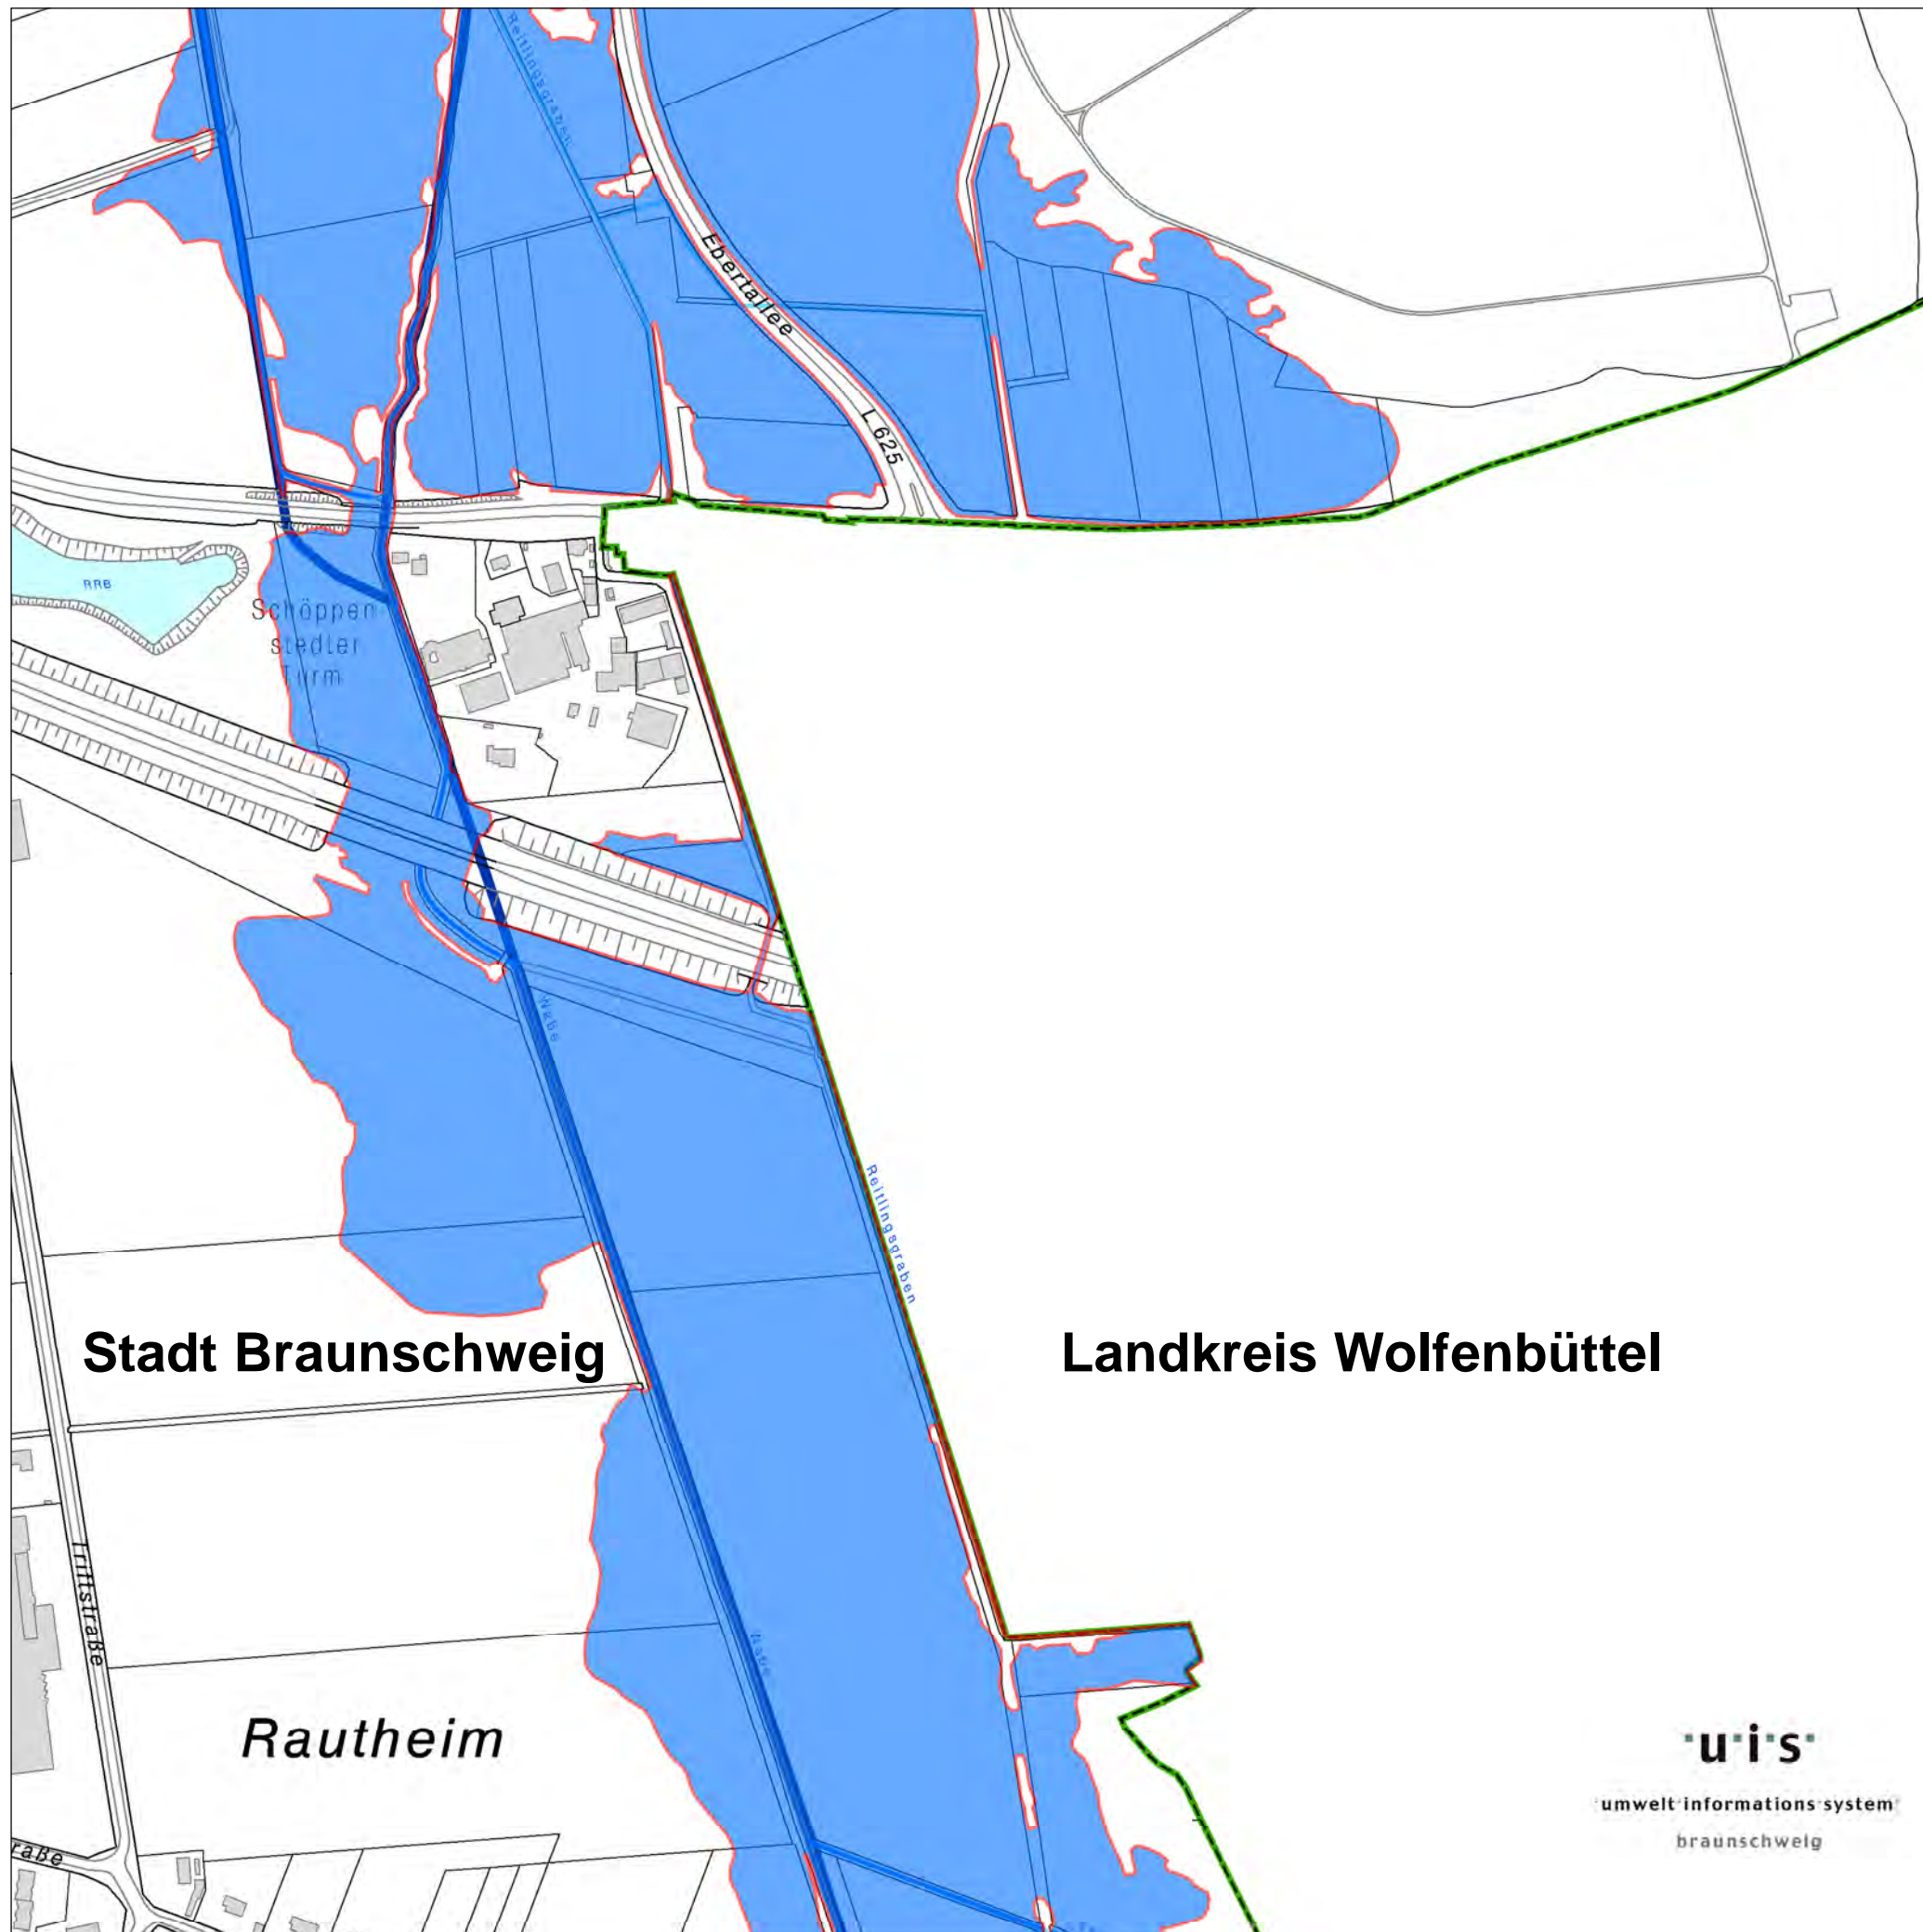 Reitlingsgraben
Ebertallee
L 625
RRB
Schöppen
stedter
Turm
Wabe
Reitlingsgraben
Stadt Braunschweig
Landkreis Wolfenbüttel
Triftstraße
Wabe
Rautheim
u·i·s
umwelt·informations·system
braunschweig
raße